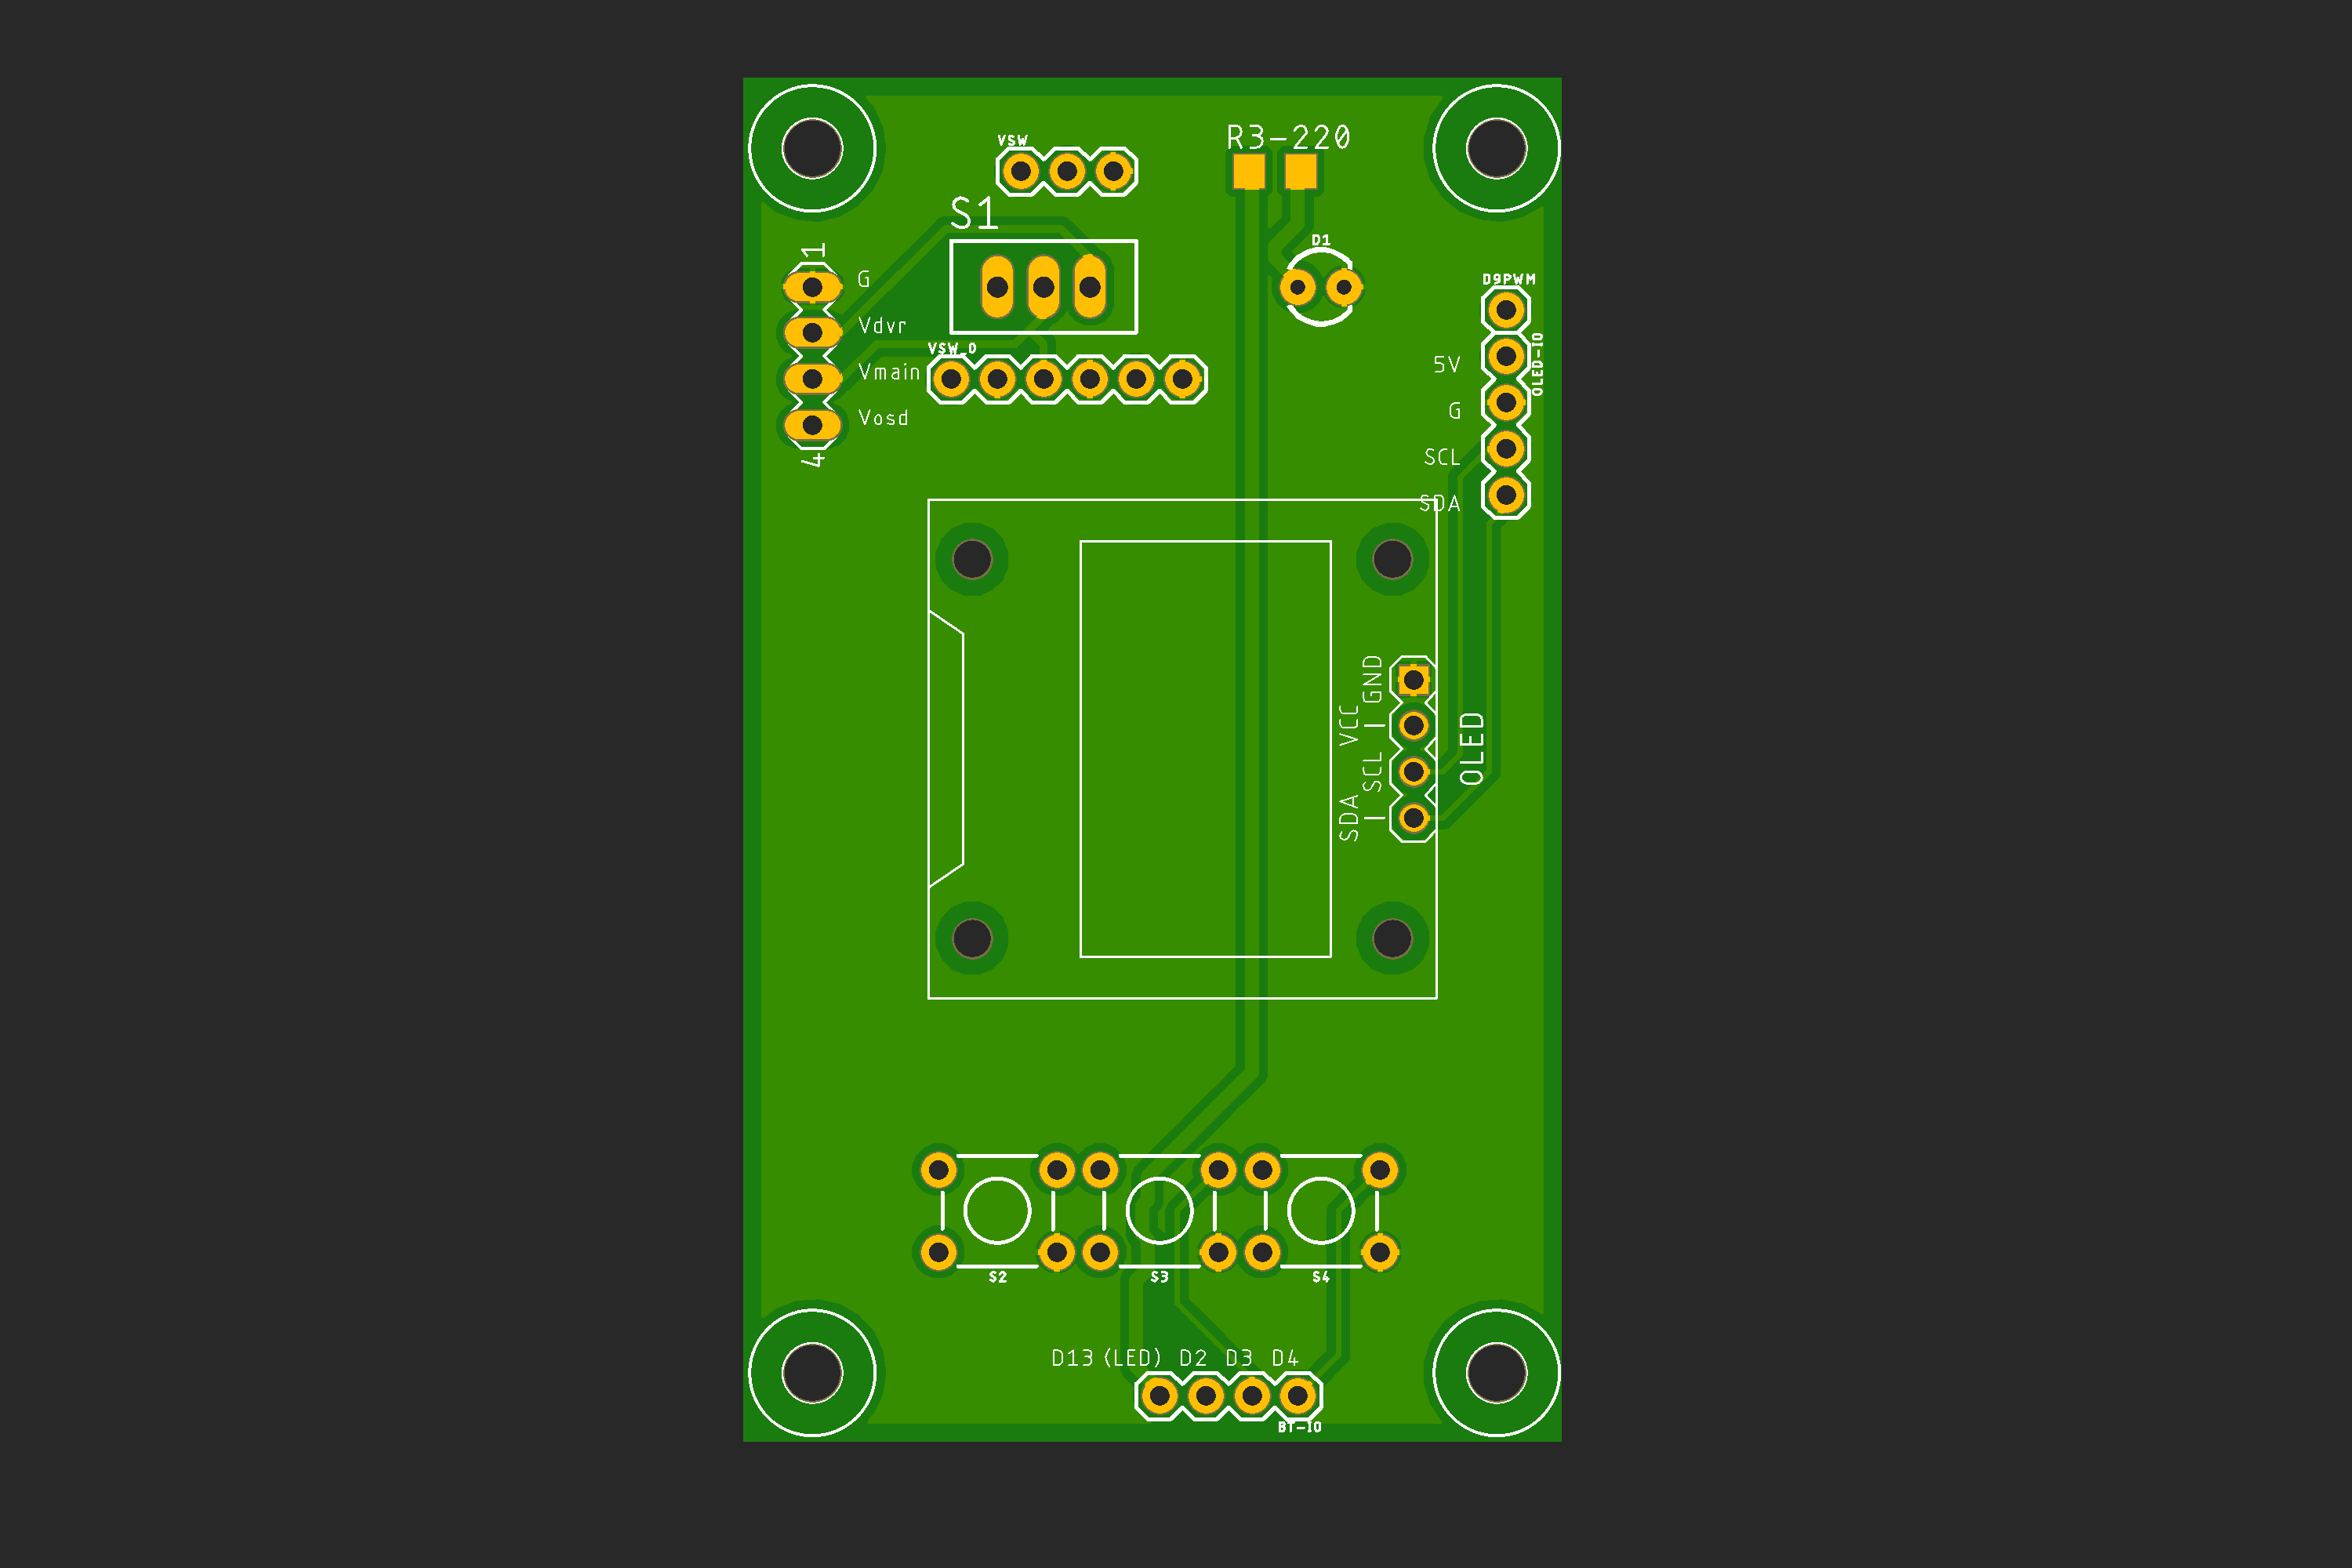 VSW
R3-220
S1
D1
1
G
D9PWM
Vdvr
OLED-IO
VSW_0
5V
Vmain
G
Vosd
SCL
4
SDA
GND
VCC
SCL
SDA
OLED
S2
S3
S4
D13(LED) D2 D3 D4
BT-IO